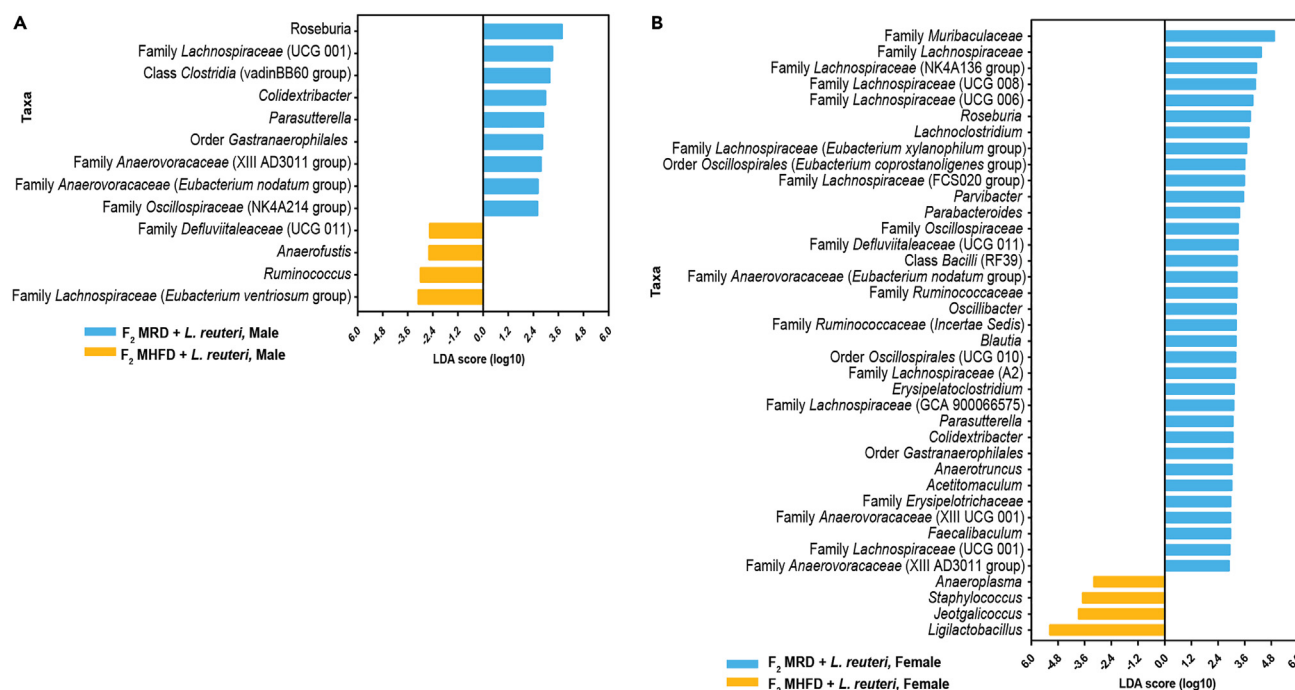 A
Taxa
Roseburia
Family Lachnospiraceae (UCG 001)
Class Clostridia (vadinBB60 group)
Colidextribacter
Parasutterella
Order Gastranaerophilales
Family Anaerovoracaceae (XIII AD3011 group)
Family Anaerovoracaceae (Eubacterium nodatum group)
Family Oscillospiraceae (NK4A214 group)
Family Defluviitaleaceae (UCG 011)
Anaerofustis
Ruminococcus
Family Lachnospiraceae (Eubacterium ventriosum group)
6.0 -4.8 -3.6 -2.4 -1.2 0.0 1.2 2.4 3.6 4.8 6.0
LDA score (log10)
F2 MRD + L. reuteri, Male
F2 MHFD + L. reuteri, Male
B
Taxa
Family Muribaculaceae
Family Lachnospiraceae
Family Lachnospiraceae (NK4A136 group)
Family Lachnospiraceae (UCG 008)
Family Lachnospiraceae (UCG 006)
Roseburia
Lachnoclostridium
Family Lachnospiraceae (Eubacterium xylanophilum group)
Order Oscillospirales (Eubacterium coprostanoligenes group)
Family Lachnospiraceae (FCS020 group)
Parvibacter
Parabacteroides
Family Oscillospiraceae
Family Defluviitaleaceae (UCG 011)
Class Bacilli (RF39)
Family Anaerovoracaceae (Eubacterium nodatum group)
Family Ruminococcaceae
Oscillibacter
Family Ruminococcaceae (Incertae Sedis)
Blautia
Order Oscillospirales (UCG 010)
Family Lachnospiraceae (A2)
Erysipelatoclostridium
Family Lachnospiraceae (GCA 900066575)
Parasutterella
Colidextribacter
Order Gastranaerophilales
Anaerotruncus
Acetitomaculum
Family Erysipelotrichaceae
Family Anaerovoracaceae (XIII UCG 001)
Faecalibaculum
Family Lachnospiraceae (UCG 001)
Family Anaerovoracaceae (XIII AD3011 group)
Anaeroplasma
Staphylococcus
Jeotgalicoccus
Ligilactobacillus
6.0 -4.8 -3.6 -2.4 -1.2 0.0 1.2 2.4 3.6 4.8 6.0
LDA score (log10)
F2 MRD + L. reuteri, Female
F2 MHFD + L. reuteri, Female